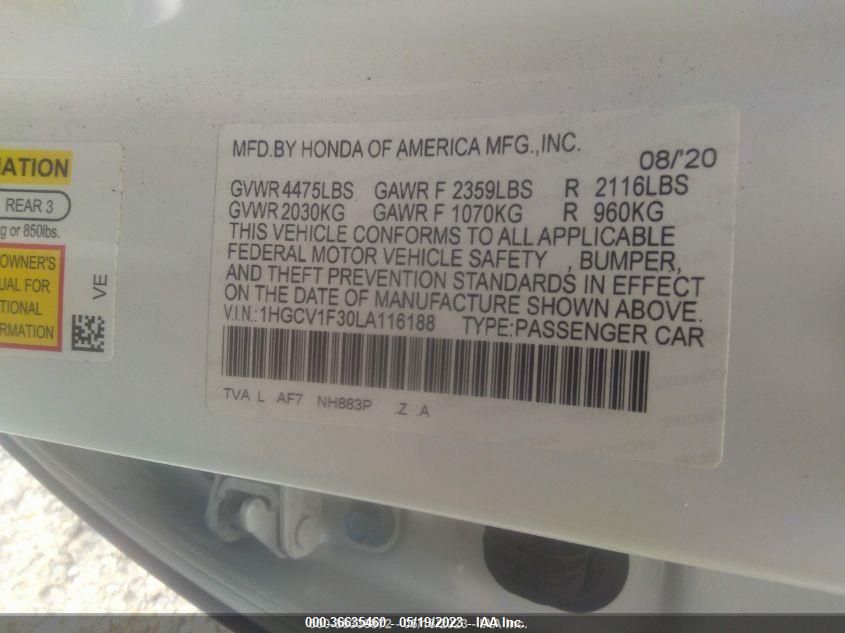 MATION
REAR 3
g or 850lbs.
OWNER'S
UAL FOR
TIONAL
FORMATION
VE
MFD.BY HONDA OF AMERICA MFG.,INC.
08/'20
GVWR 4475LBS GAWR F 2359LBS R 2116LBS
GVWR 2030KG GAWR F 1070KG R 960KG
THIS VEHICLE CONFORMS TO ALL APPLICABLE
FEDERAL MOTOR VEHICLE SAFETY , BUMPER,
AND THEFT PREVENTION STANDARDS IN EFFECT
ON THE DATE OF MANUFACTURE SHOWN ABOVE.
V.I.N.:1HGCV1F30LA116188 TYPE:PASSENGER CAR
TVA L AF7 NH883P .Z .A
000 36635460 - 05/19/2023 - IAA Inc.